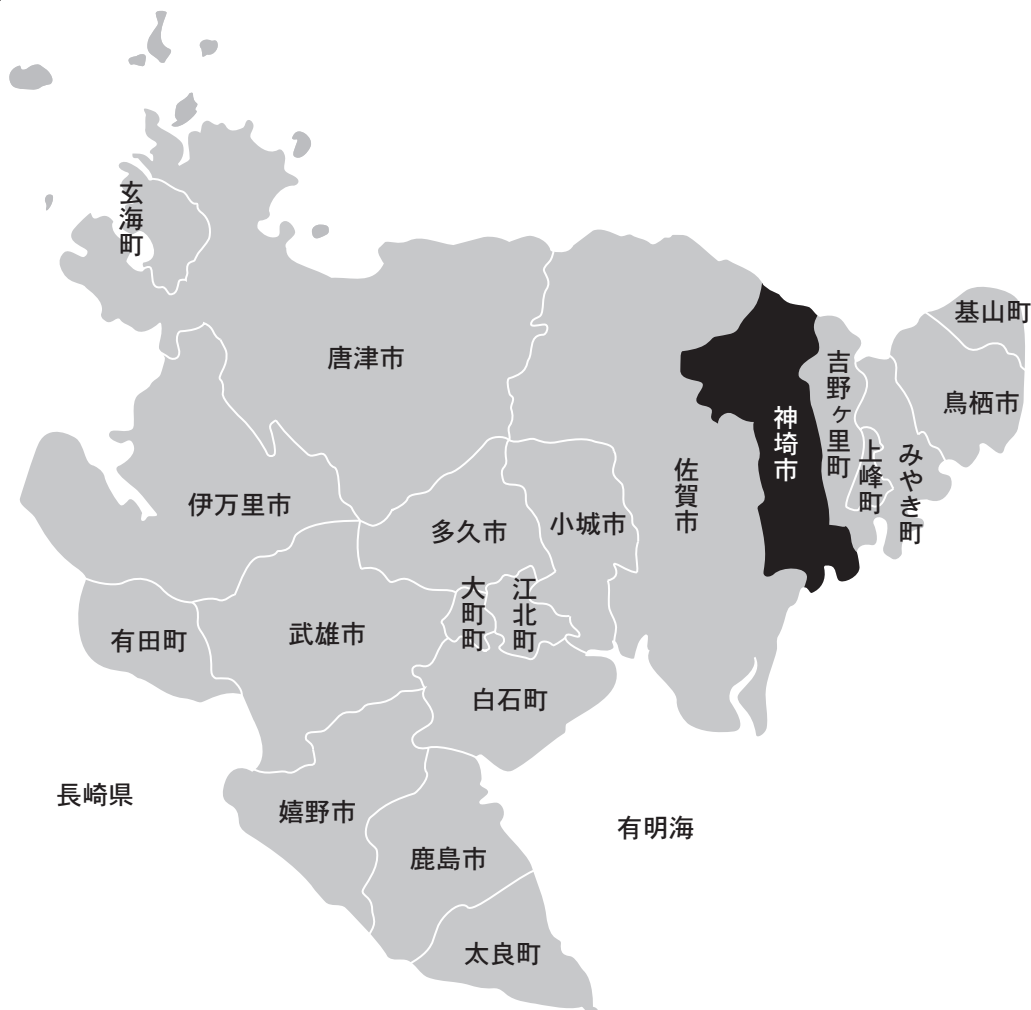 玄海町
唐津市
基山町
鳥栖市
吉野ヶ里町
神埼市
上峰町
みやき町
佐賀市
伊万里市
多久市
小城市
大町町
江北町
有田町
武雄市
白石町
長崎県
嬉野市
有明海
鹿島市
太良町